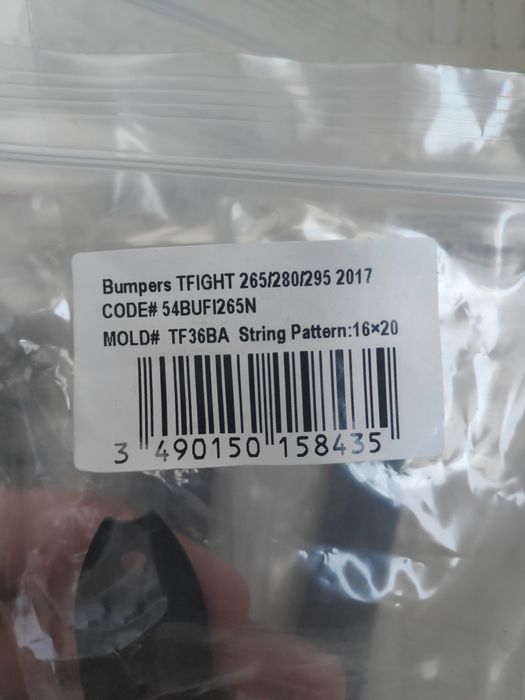 Bumpers TFIGHT 265/280/295 2017
CODE# 54BUFI265N
MOLD# TF36BA String Pattern:16×20
3 490150 158435